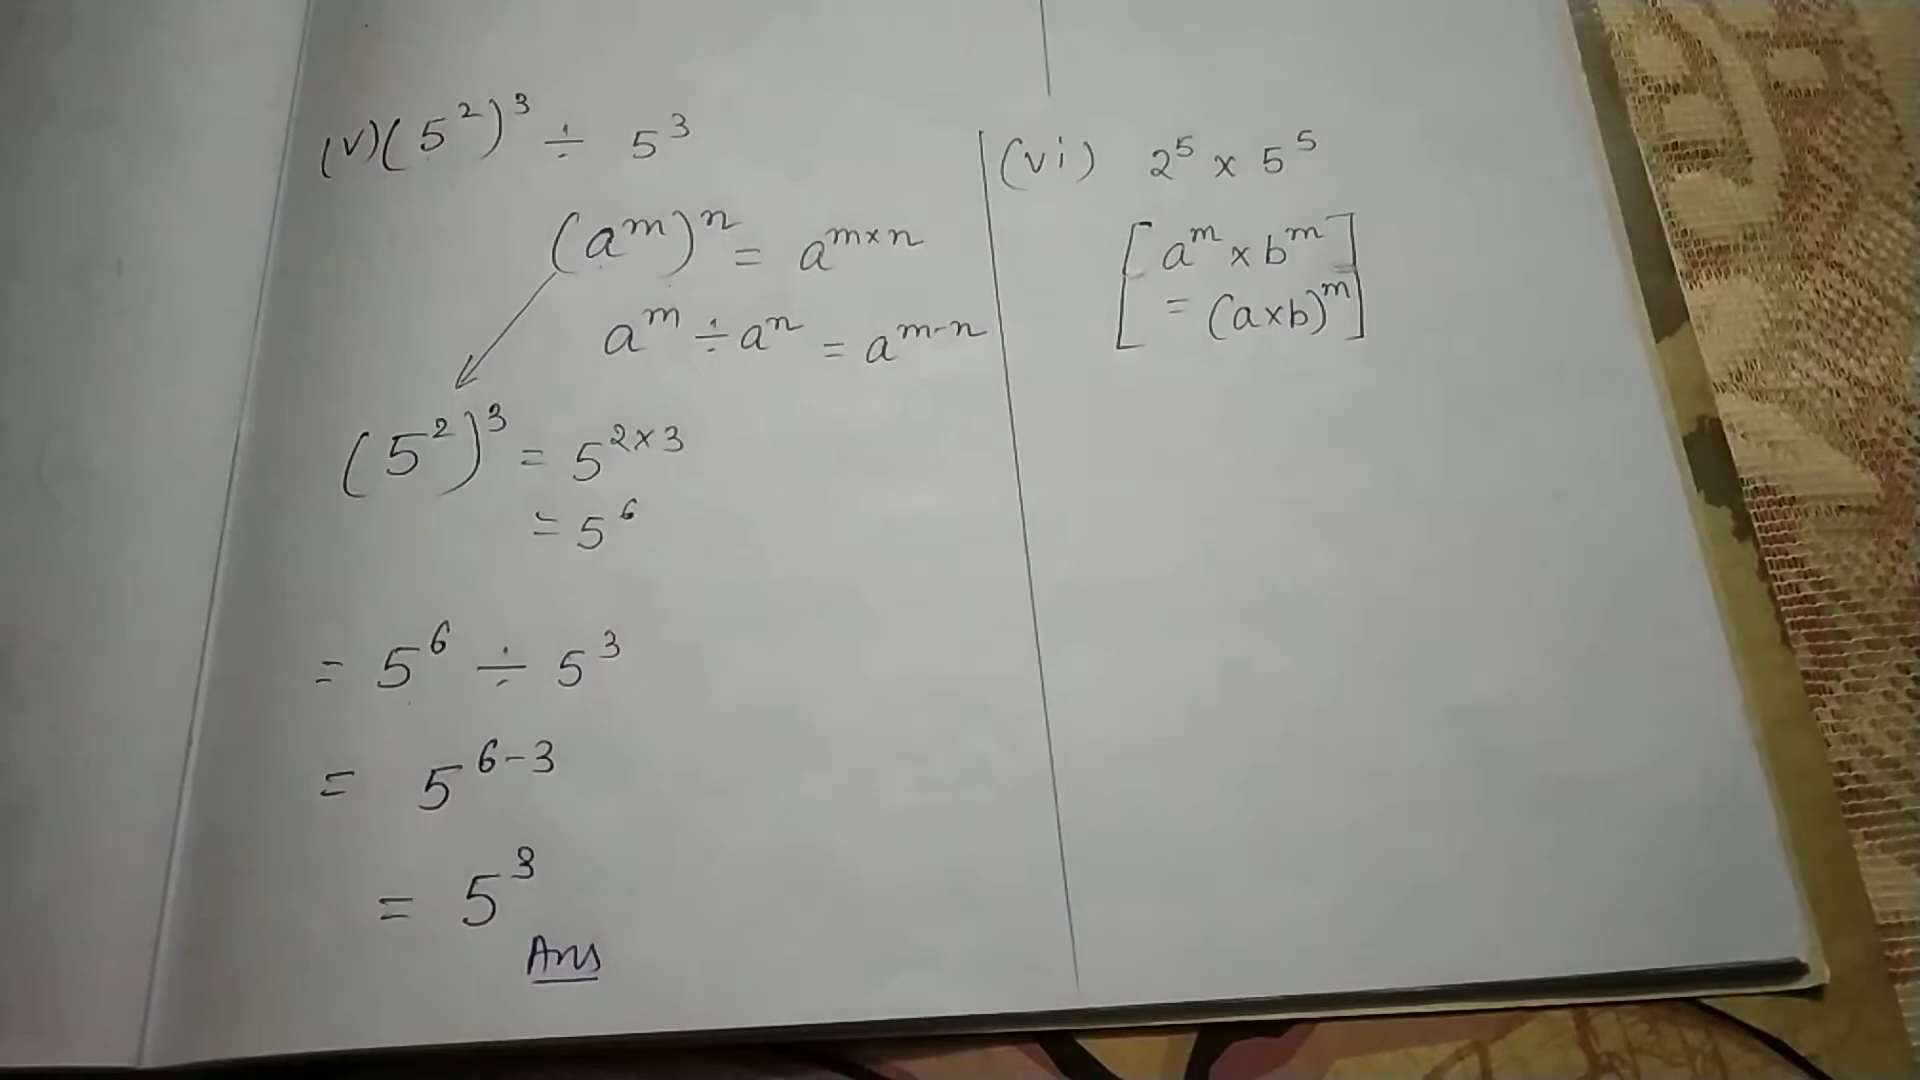 (v) (5²)³ ÷ 5³
(aᵐ)ⁿ = aᵐˣⁿ
aᵐ ÷ aⁿ = aᵐ⁻ⁿ
(5²)³ = 5²ˣ³
= 5⁶
= 5⁶ ÷ 5³
= 5⁶⁻³
= 5³
Ans
(vi) 2⁵ × 5⁵
[aᵐ × bᵐ]
[= (a×b)ᵐ]